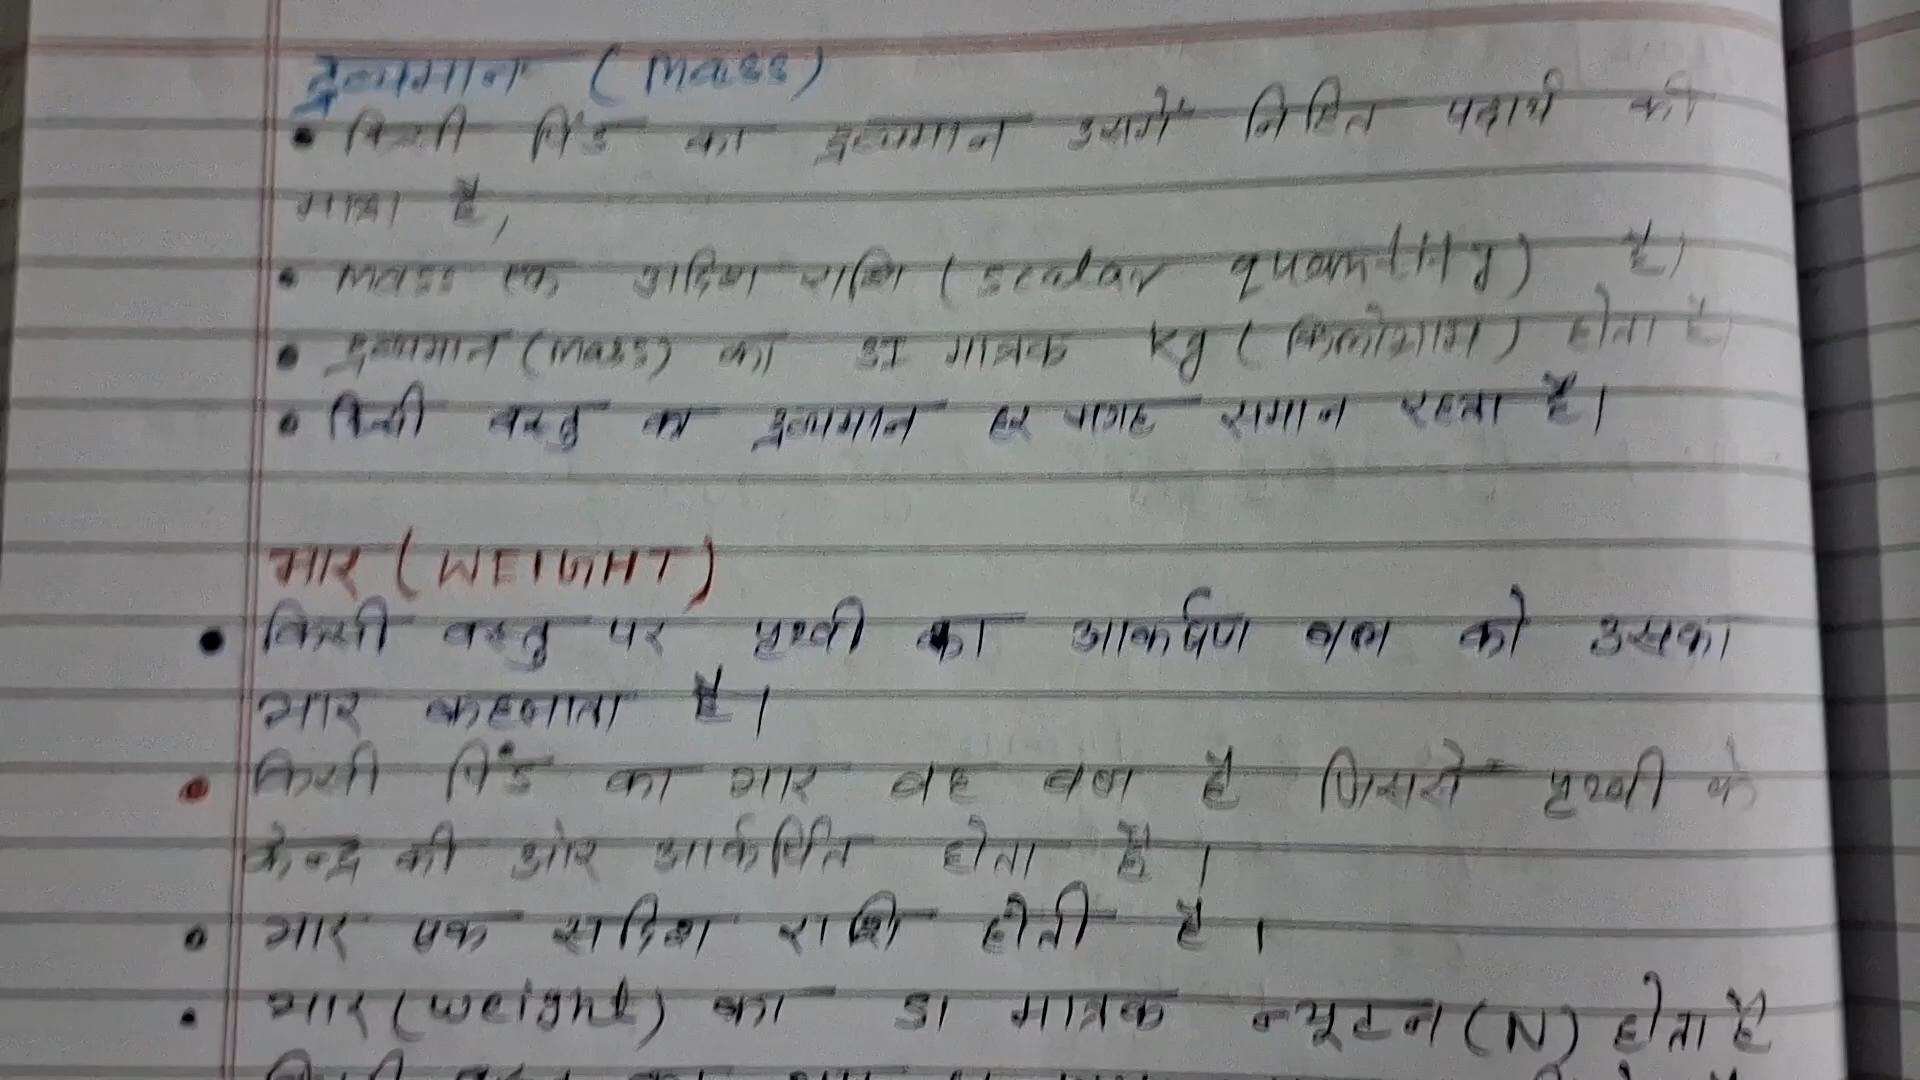 द्रव्यमान (Mass)
• किसी पिंड का द्रव्यमान उसमें निहित पदार्थ की
मात्रा है,
• mass एक अदिश राशि (scalar quantity) है।
• द्रव्यमान (mass) का SI मात्रक kg (किलोग्राम) होता है।
• किसी वस्तु का द्रव्यमान हर जगह समान रहता है।
भार (WEIGHT)
• किसी वस्तु पर पृथ्वी का आकर्षण बल को उसका
भार कहलाता है।
• किसी पिंड का भार वह बल है जिससे पृथ्वी के
केन्द्र की ओर आर्कषित होता है।
• भार एक सदिश राशि होती है।
• भार (weight) का SI मात्रक न्यूटन (N) होता है